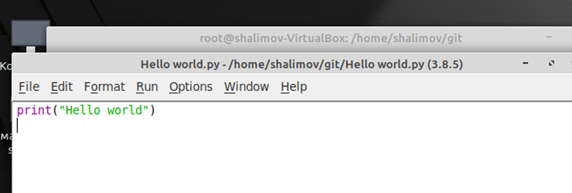 root@shalimov-VirtualBox: /home/shalimov/git
Hello world.py - /home/shalimov/git/Hello world.py (3.8.5)
File Edit Format Run Options Window Help
print("Hello world")